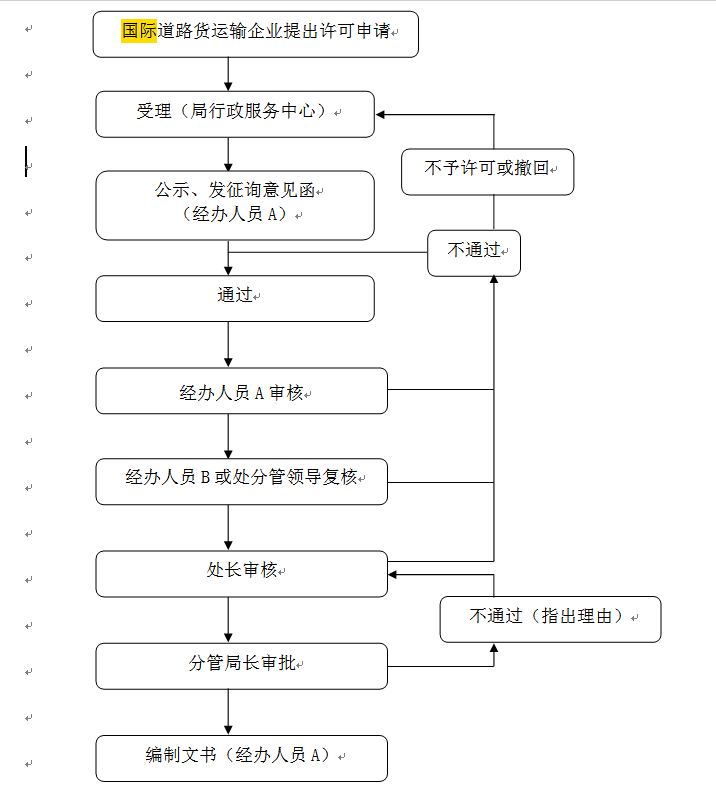 国际道路货运输企业提出许可申请
受理（局行政服务中心）
不予许可或撤回
公示、发征询意见函
（经办人员A）
不通过
通过
经办人员A审核
经办人员B或处分管领导复核
处长审核
不通过（指出理由）
分管局长审批
编制文书（经办人员A）